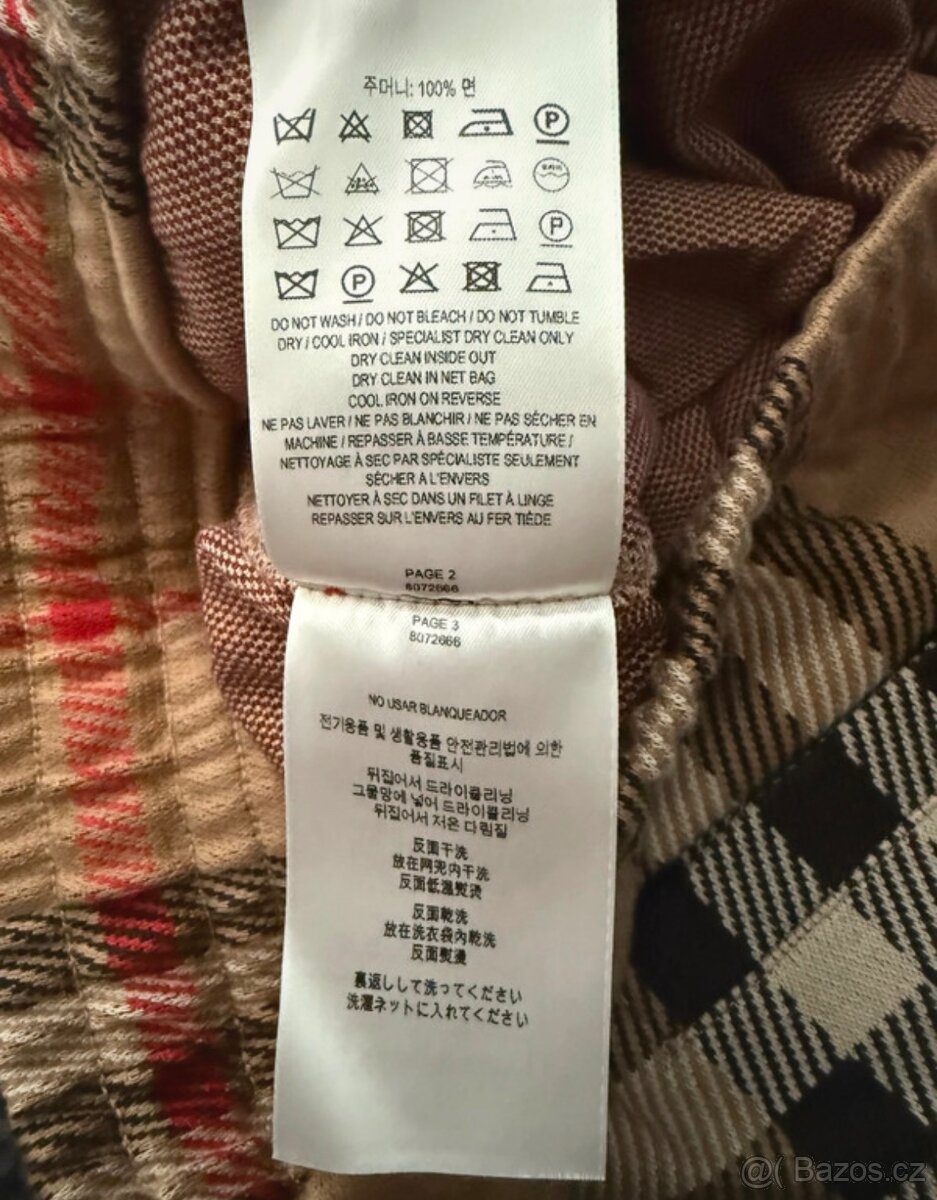 주머니: 100% 면
P
P
P
DO NOT WASH / DO NOT BLEACH / DO NOT TUMBLE
DRY / COOL IRON / SPECIALIST DRY CLEAN ONLY
DRY CLEAN INSIDE OUT
DRY CLEAN IN NET BAG
COOL IRON ON REVERSE
NE PAS LAVER / NE PAS BLANCHIR / NE PAS SÉCHER EN
MACHINE / REPASSER À BASSE TEMPÉRATURE /
NETTOYAGE À SEC PAR SPÉCIALISTE SEULEMENT
SÉCHER A L'ENVERS
NETTOYER À SEC DANS UN FILET À LINGE
REPASSER SUR L'ENVERS AU FER TIÈDE
PAGE 2
8072666
PAGE 3
8072666
NO USAR BLANQUEADOR
전기용품 및 생활용품 안전관리법에 의한
품질표시
뒤집어서 드라이클리닝
그물망에 넣어 드라이클리닝
뒤집어서 저온 다림질
反面干洗
放在网兜内干洗
反面低温熨烫
反面乾洗
放在洗衣袋內乾洗
反面熨燙
裏返しして洗ってください
洗濯ネットに入れてください
@( Bazos.cz